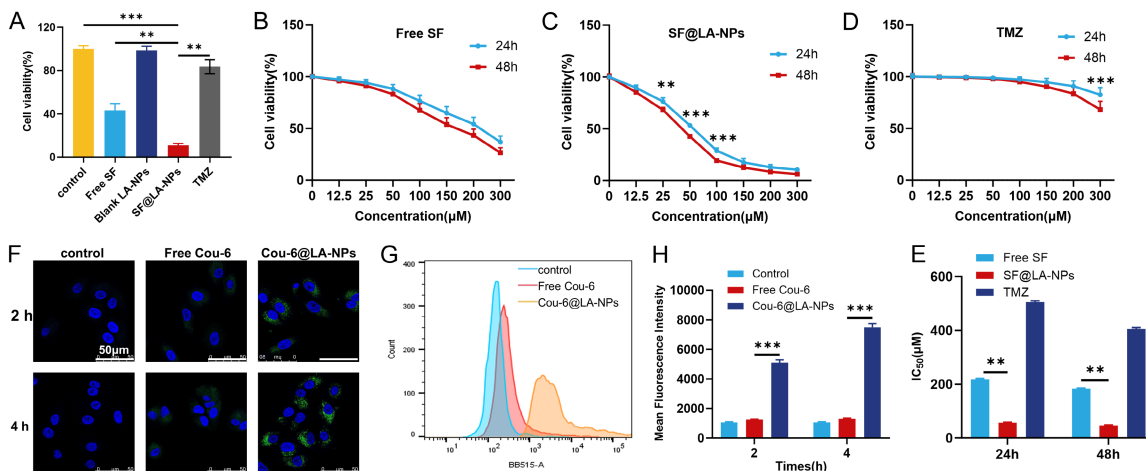 A
Cell viability(%)
120
80
40
0
***
**
**
control
Free SF
Blank LA-NPs
SF@LA-NPs
TMZ
B
Free SF
24h
48h
Cell viability(%)
150
100
50
0
0 12.5 25 50 100 150 200 300
Concentration(μM)
C
SF@LA-NPs
24h
48h
Cell viability(%)
150
100
50
0
**
***
***
0 12.5 25 50 100 150 200 300
Concentration(μM)
D
TMZ
24h
48h
Cell viability(%)
150
100
50
0
***
0 12.5 25 50 100 150 200 300
Concentration(μM)
F
control Free Cou-6 Cou-6@LA-NPs
2 h
50μm
4 h
G
control
Free Cou-6
Cou-6@LA-NPs
Count
400
300
200
100
0
10¹ 10² 10³ 10⁴ 10⁵
BB515-A
H
Control
Free Cou-6
Cou-6@LA-NPs
Mean Fluorescence Intensity
10000
8000
6000
4000
2000
0
***
***
2 4
Times(h)
E
Free SF
SF@LA-NPs
TMZ
IC50(μM)
600
400
200
0
**
**
24h 48h